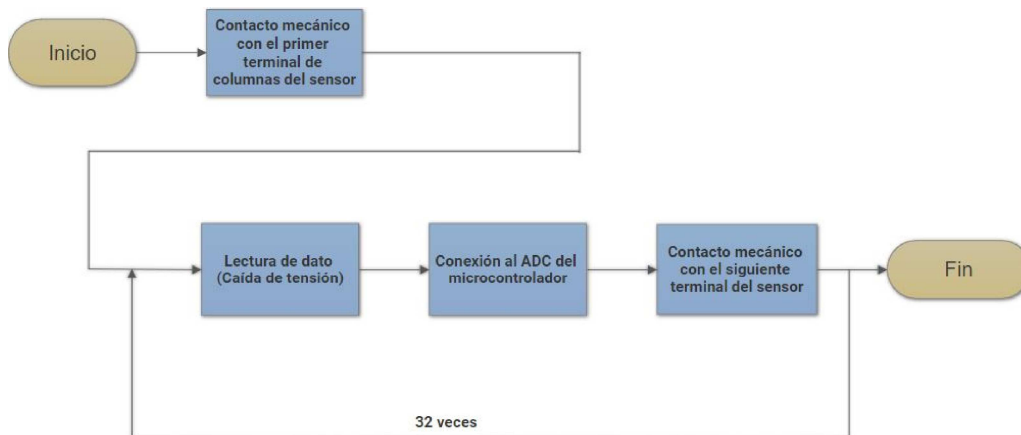 Inicio
Contacto mecánico
con el primer
terminal de
columnas del sensor
Lectura de dato
(Caída de tensión)
Conexión al ADC del
microcontrolador
Contacto mecánico
con el siguiente
terminal del sensor
Fin
32 veces